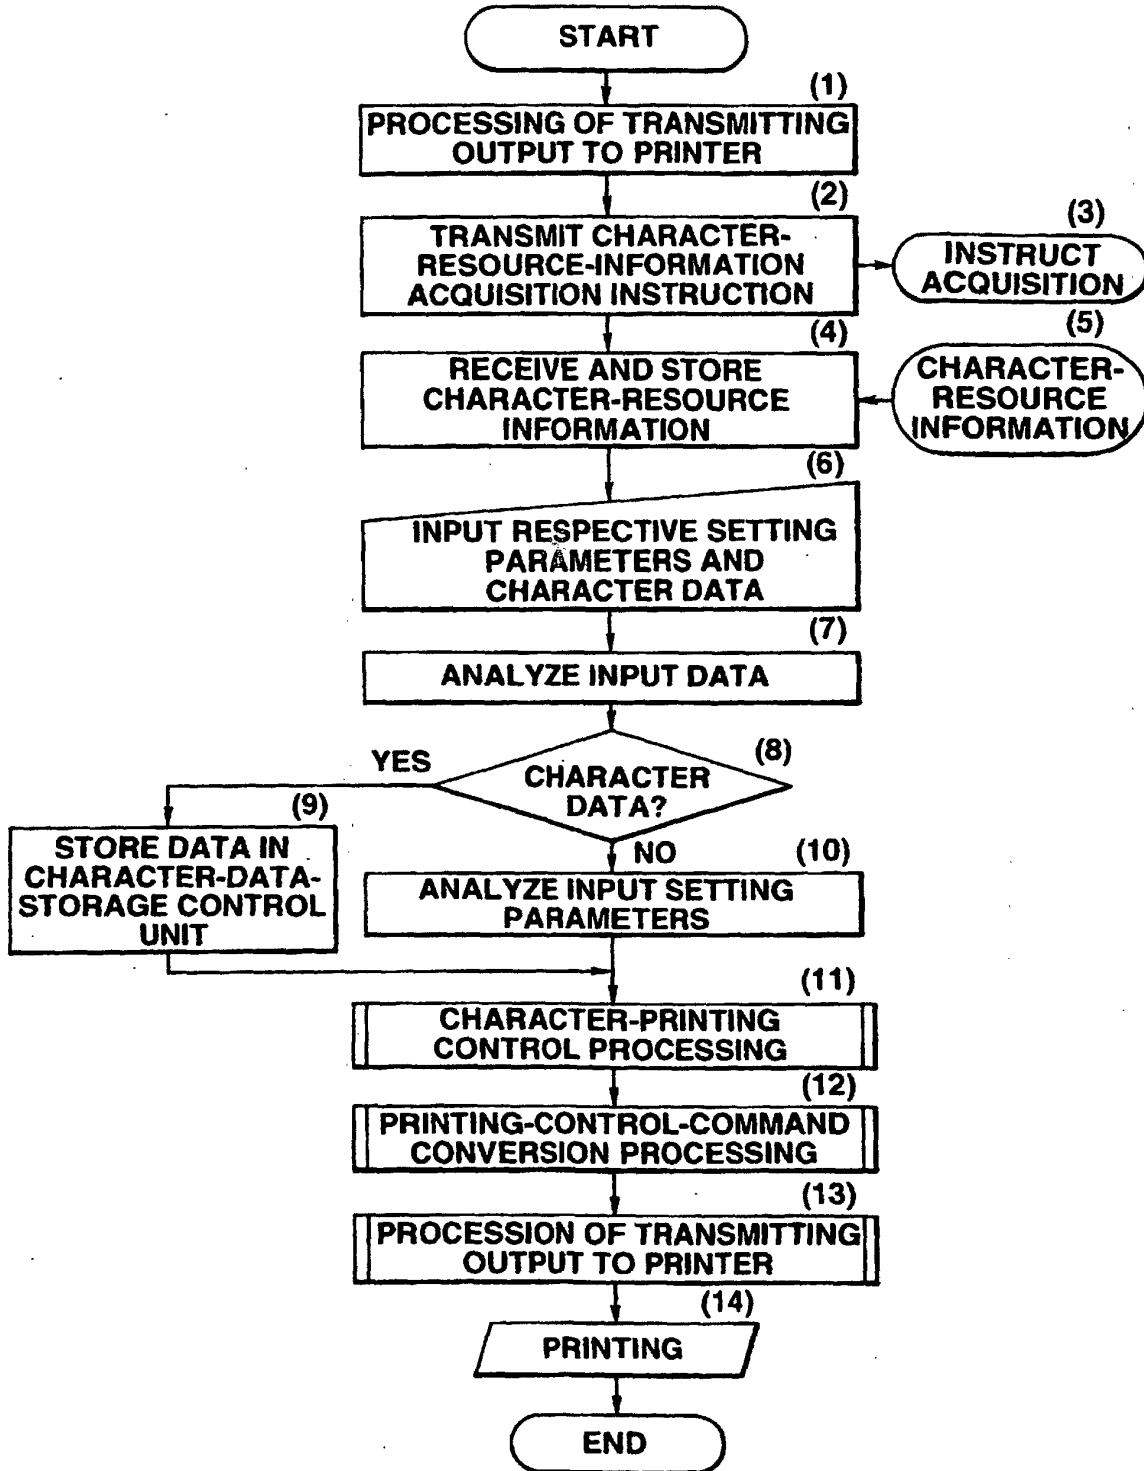 START
(1)
PROCESSING OF TRANSMITTING
OUTPUT TO PRINTER
(2)
TRANSMIT CHARACTER-
RESOURCE-INFORMATION
ACQUISITION INSTRUCTION
(3)
INSTRUCT
ACQUISITION
(4)
RECEIVE AND STORE
CHARACTER-RESOURCE
INFORMATION
(5)
CHARACTER-
RESOURCE
INFORMATION
(6)
INPUT RESPECTIVE SETTING
PARAMETERS AND
CHARACTER DATA
(7)
ANALYZE INPUT DATA
(8)
CHARACTER
DATA?
YES
(9)
STORE DATA IN
CHARACTER-DATA-
STORAGE CONTROL
UNIT
NO
(10)
ANALYZE INPUT SETTING
PARAMETERS
(11)
CHARACTER-PRINTING
CONTROL PROCESSING
(12)
PRINTING-CONTROL-COMMAND
CONVERSION PROCESSING
(13)
PROCESSION OF TRANSMITTING
OUTPUT TO PRINTER
(14)
PRINTING
END